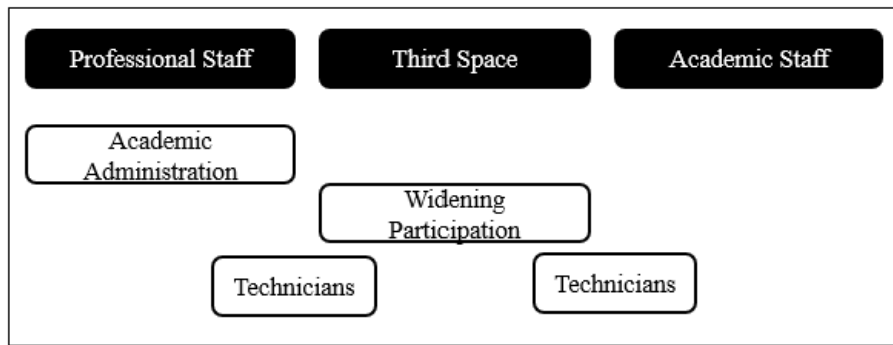 Professional Staff
Third Space
Academic Staff
Academic
Administration
Widening
Participation
Technicians
Technicians